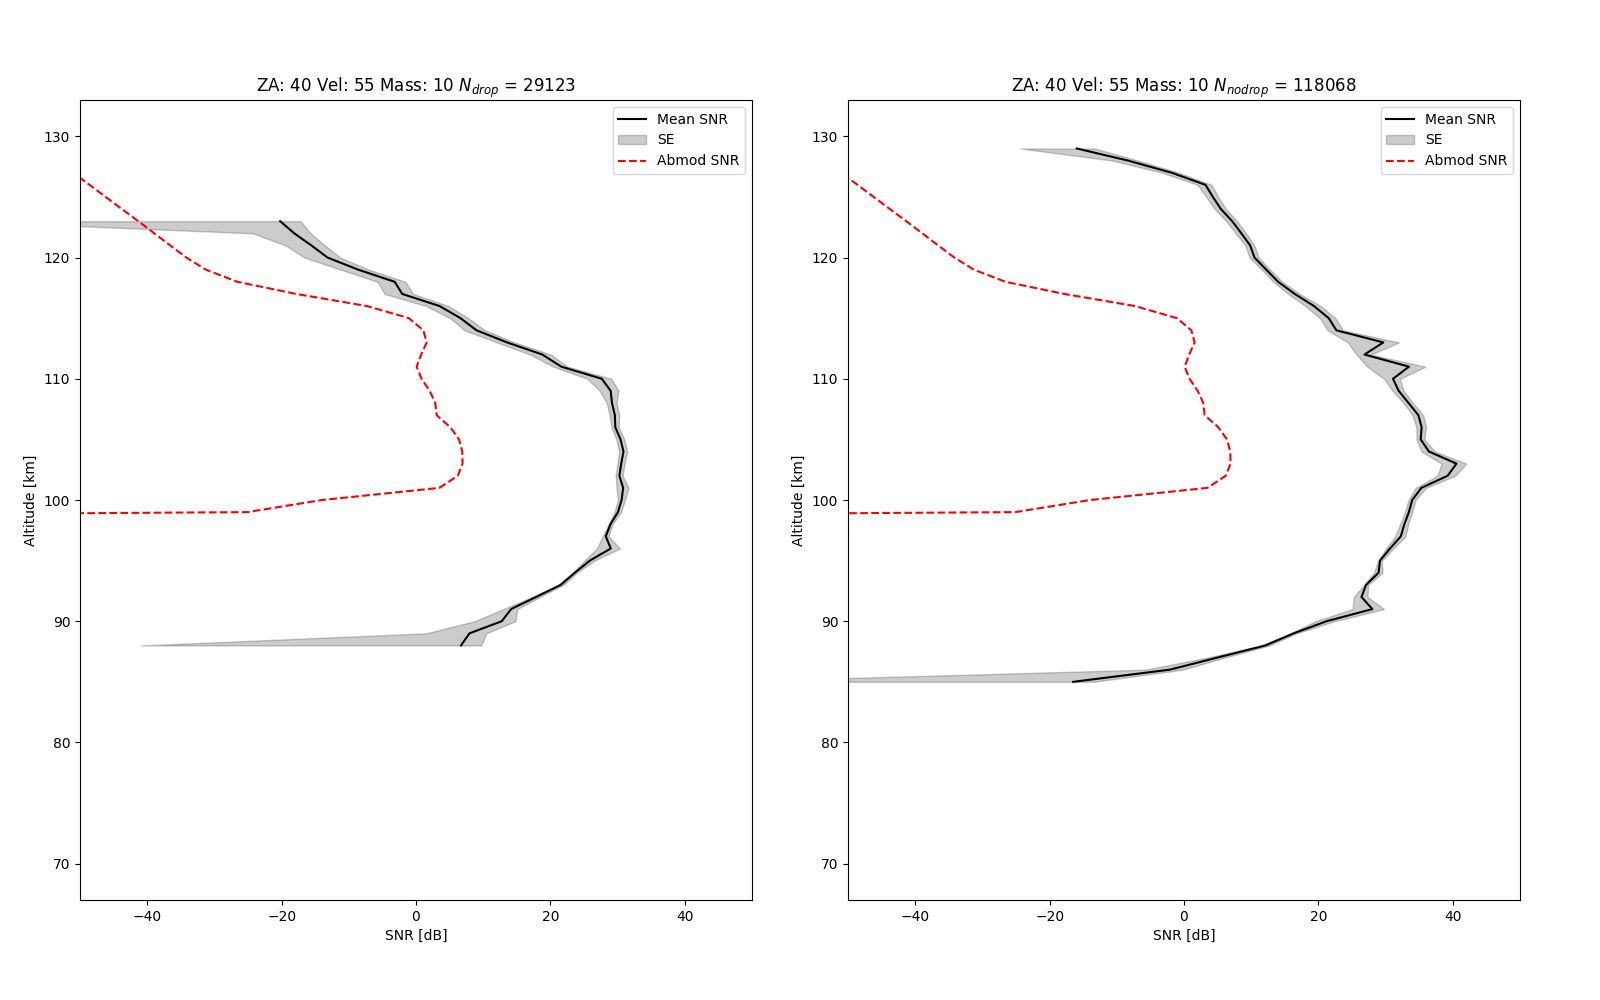 ZA: 40 Vel: 55 Mass: 10 N_drop = 29123
Mean SNR
SE
Abmod SNR
130
120
110
100
90
80
70
Altitude [km]
−40
−20
0
20
40
SNR [dB]
ZA: 40 Vel: 55 Mass: 10 N_nodrop = 118068
Mean SNR
SE
Abmod SNR
130
120
110
100
90
80
70
Altitude [km]
−40
−20
0
20
40
SNR [dB]